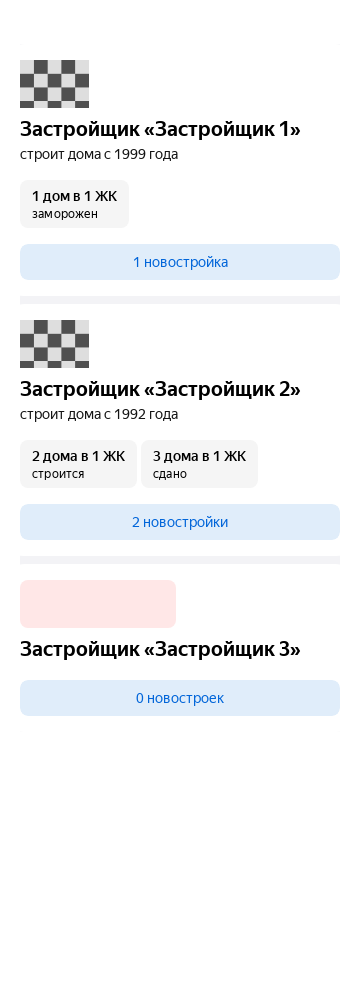 Застройщик «Застройщик 1»
строит дома с 1999 года
1 дом в 1 ЖК
заморожен
1 новостройка
Застройщик «Застройщик 2»
строит дома с 1992 года
2 дома в 1 ЖК
строится
3 дома в 1 ЖК
сдано
2 новостройки
Застройщик «Застройщик 3»
0 новостроек